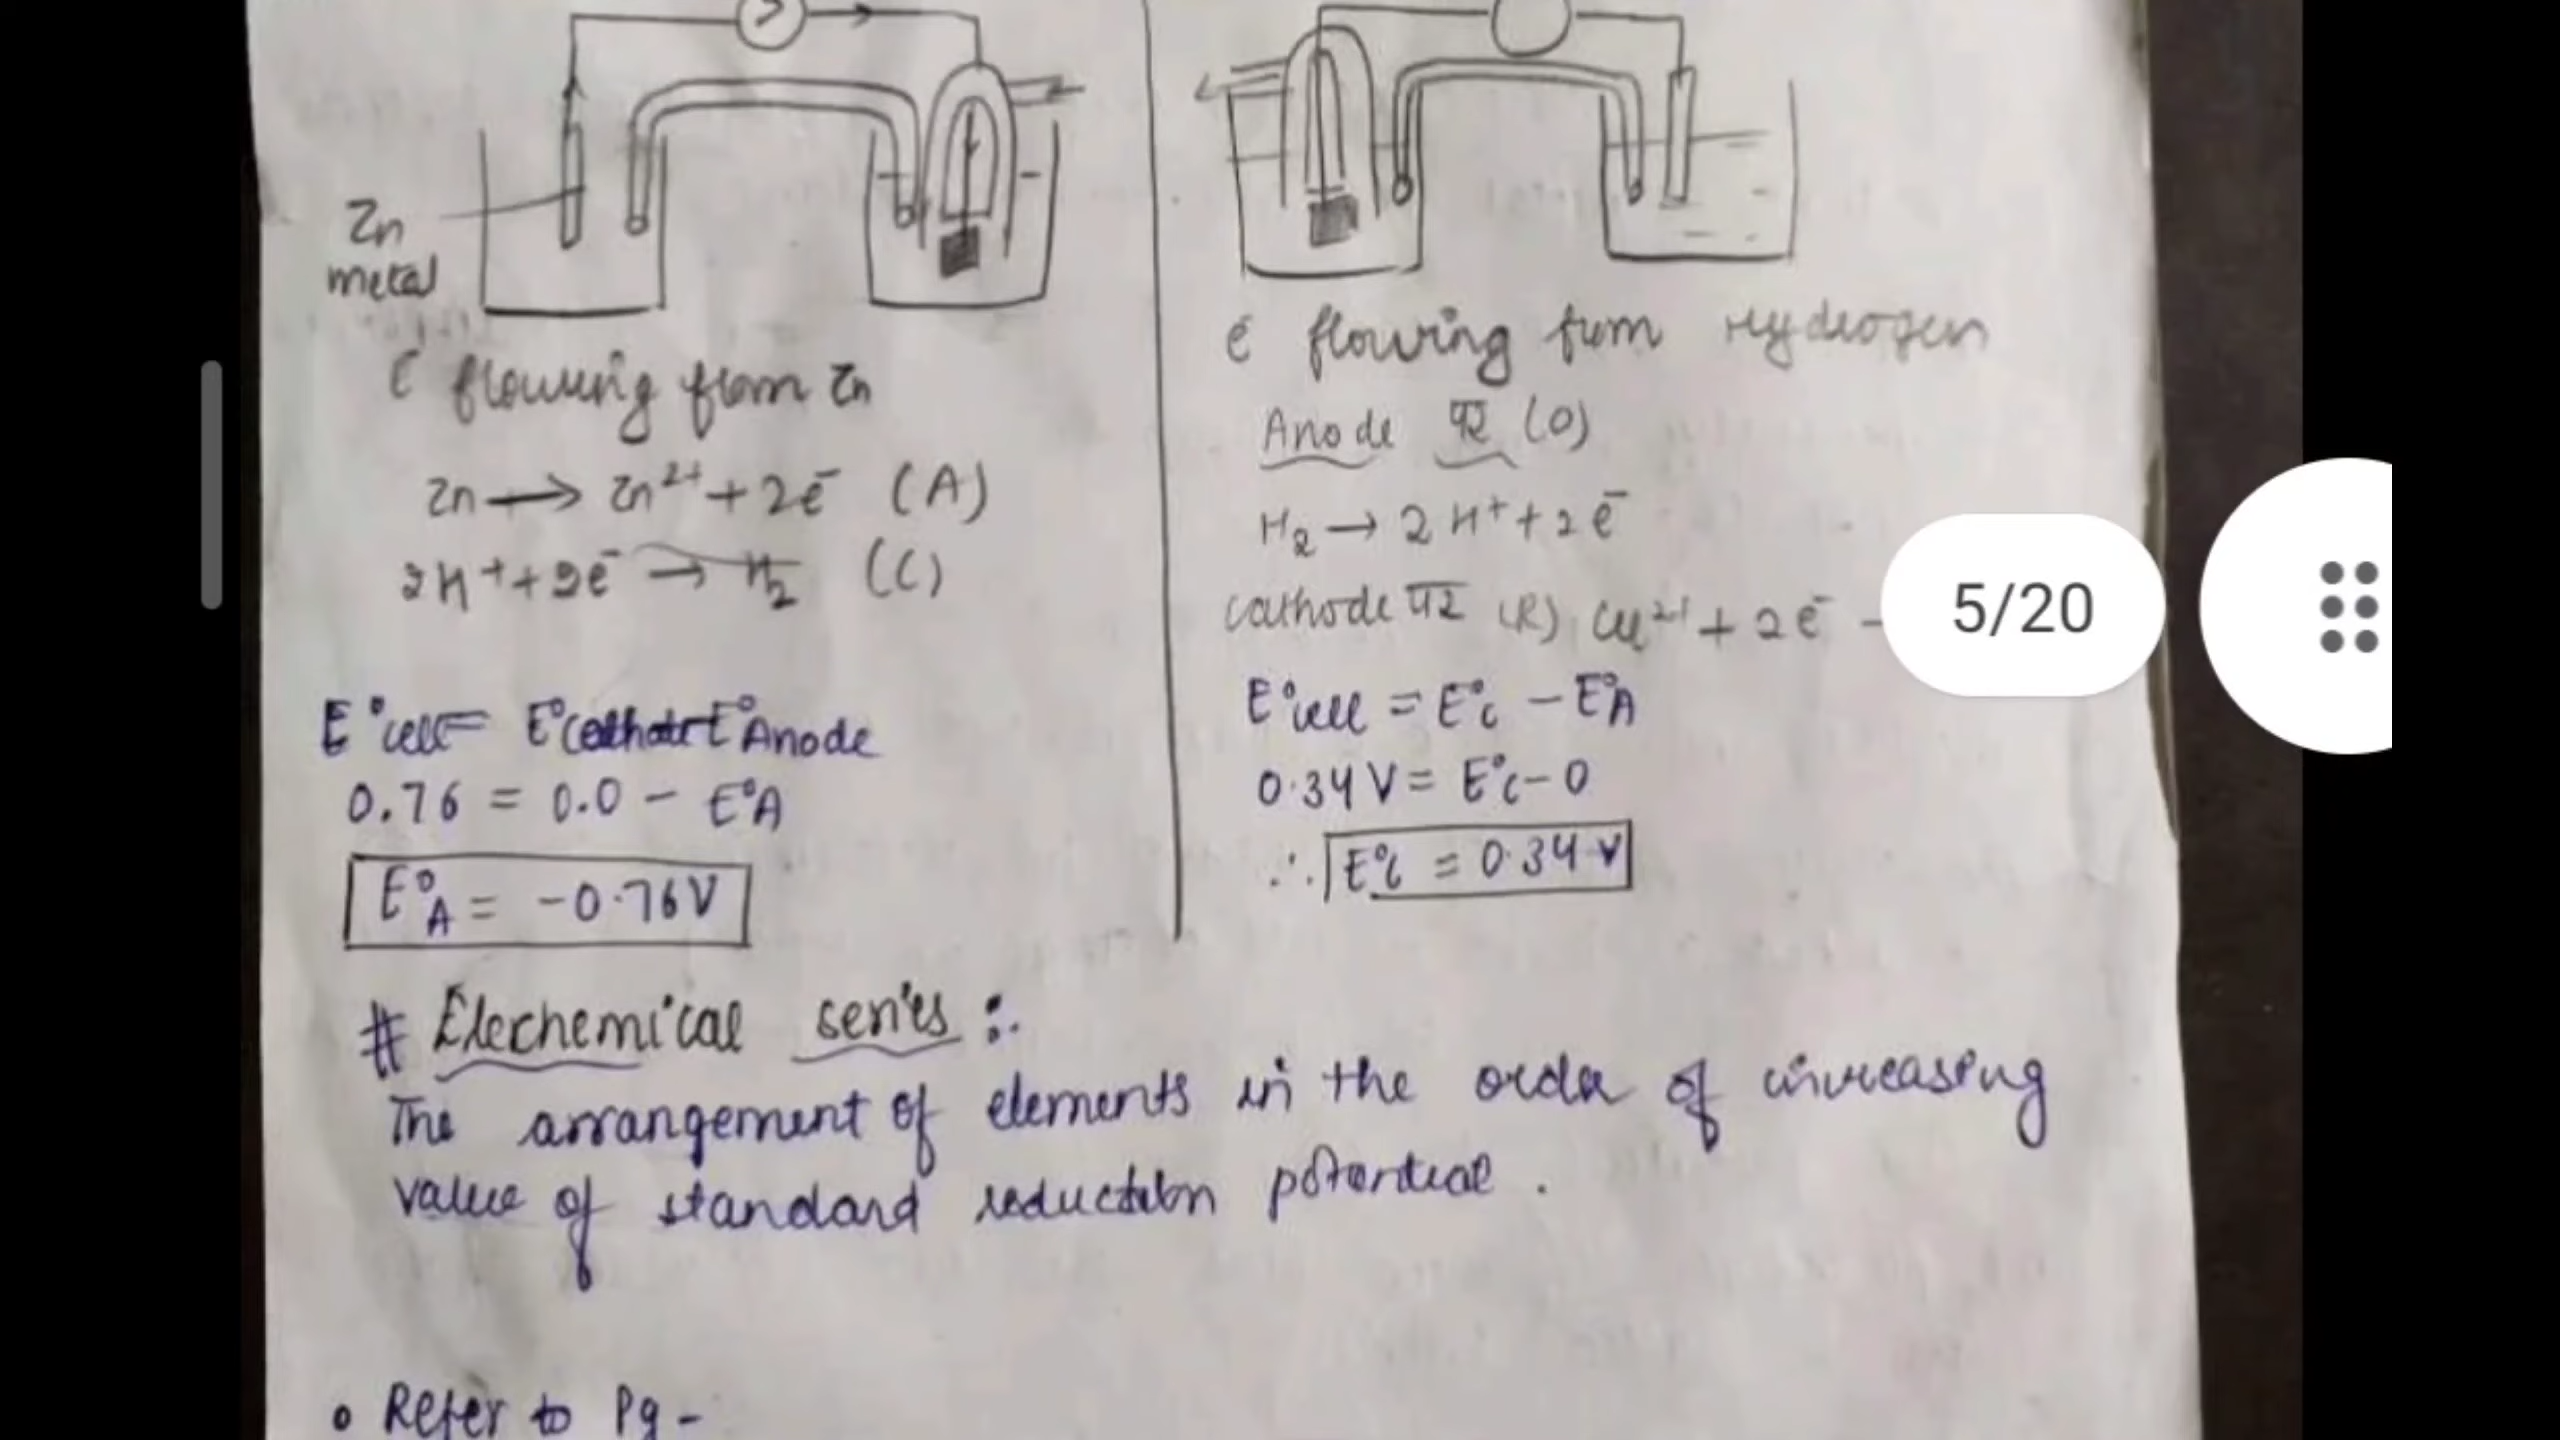 Zn
metal
e flowing from Zn
Zn → Zn²⁺ + 2e⁻ (A)
2H⁺ + 2e⁻ → H₂ (C)
E°cell = E°Cathode E°Anode
0.76 = 0.0 - E°A
E°A = -0.76V
e flowing from Hydrogen
Anode पर (O)
H₂ → 2H⁺ + 2e⁻
Cathode पर (R) Cu²⁺ + 2e⁻ -
E°cell = E°c - E°A
0.34 V = E°c - 0
∴ E°c = 0.34 V
5/20
# Elechemical series :.
The arrangement of elements in the order of increasing
value of standard reduction potential .
• Refer to Pg -